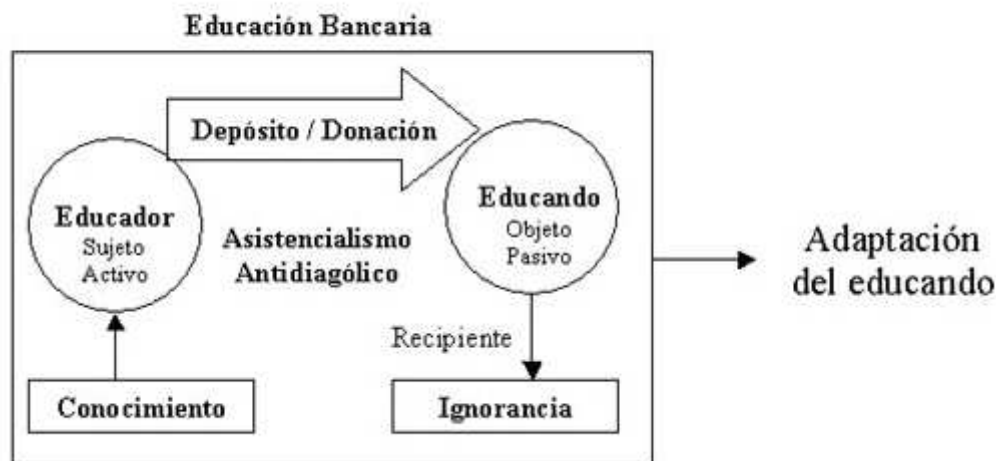 Educación Bancaria
Depósito / Donación
Educador
Sujeto
Activo
Asistencialismo
Antidiagólico
Educando
Objeto
Pasivo
Recipiente
Conocimiento
Ignorancia
Adaptación
del educando